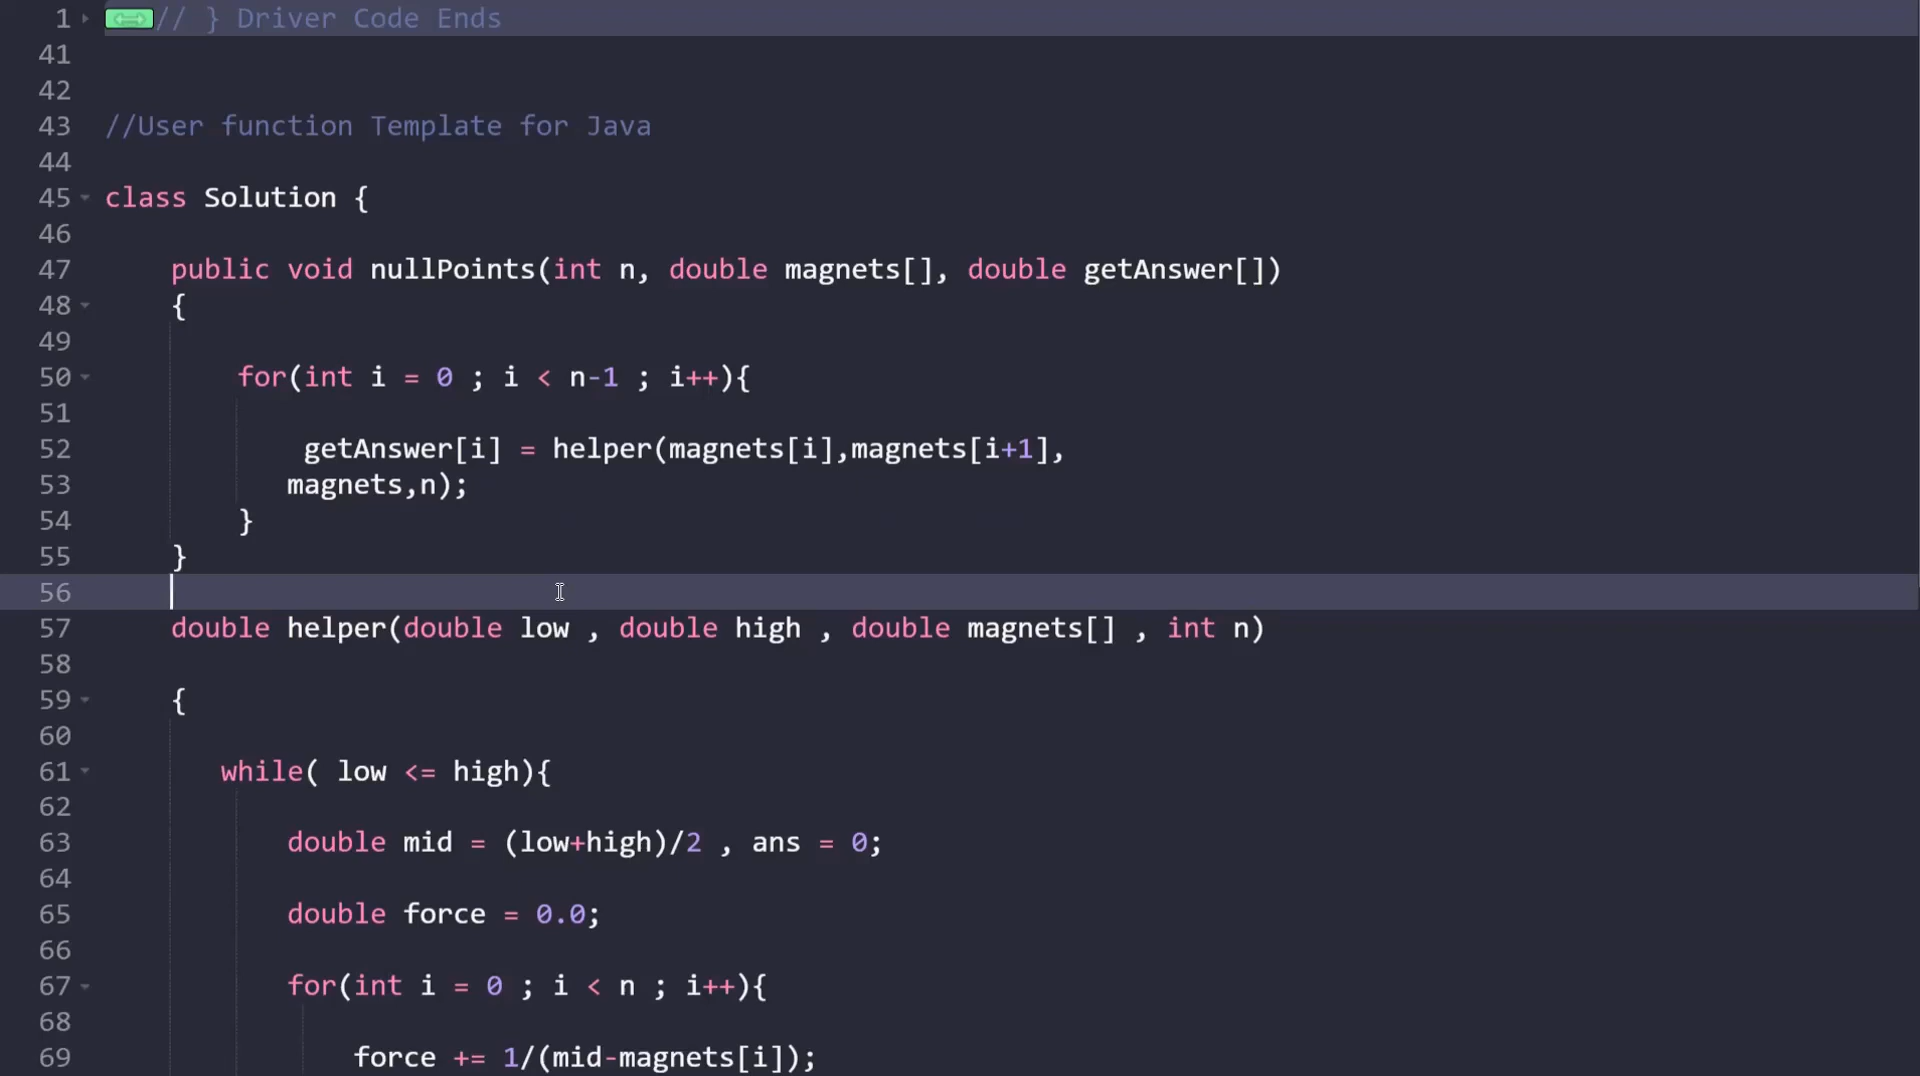 1 // } Driver Code Ends
41
42
43 //User function Template for Java
44
45 class Solution {
46
47 public void nullPoints(int n, double magnets[], double getAnswer[])
48 {
49
50 for(int i = 0 ; i < n-1 ; i++){
51
52 getAnswer[i] = helper(magnets[i],magnets[i+1],
53 magnets,n);
54 }
55 }
56
57 double helper(double low , double high , double magnets[] , int n)
58
59 {
60
61 while( low <= high){
62
63 double mid = (low+high)/2 , ans = 0;
64
65 double force = 0.0;
66
67 for(int i = 0 ; i < n ; i++){
68
69 force += 1/(mid-magnets[i]);